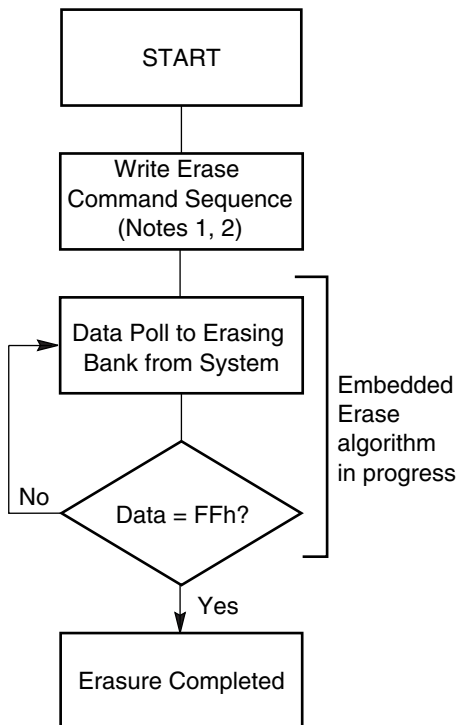 START
Write Erase
Command Sequence
(Notes 1, 2)
Data Poll to Erasing
Bank from System
Embedded
Erase
algorithm
in progress
No
Data = FFh?
Yes
Erasure Completed